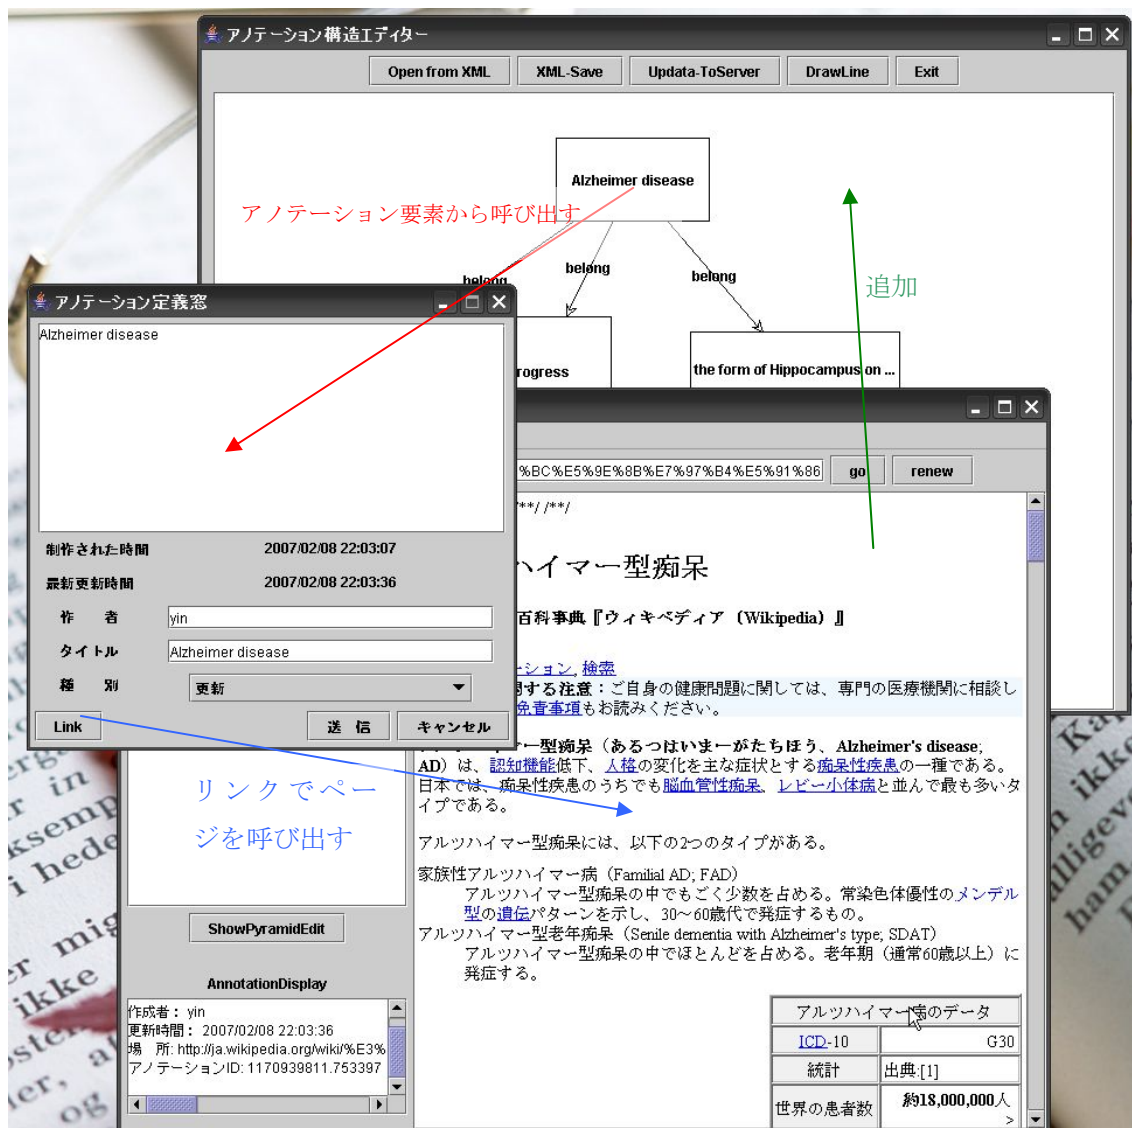 アノテーション構造エディター
Open from XML XML-Save Updata-ToServer DrawLine Exit
Alzheimer disease
アノテーション要素から呼び出す
belong
belong
belong
追加
rogress
the form of Hippocampus on ...
アノテーション定義窓
Alzheimer disease
制作された時間 2007/02/08 22:03:07
最新更新時間 2007/02/08 22:03:36
作 者 yin
タイトル Alzheimer disease
種 別 更新
Link 送 信 キャンセル
リンクでペー
ジを呼び出す
%BC%E5%9E%8B%E7%97%B4%E5%91%86 go renew
/**/ /**/
ハイマー型痴呆
百科事典『ウィキペディア（Wikipedia）』
ーション, 検索
する注意：ご自身の健康問題に関しては、専門の医療機関に相談し
免責事項もお読みください。
ー型痴呆（あるつはいまーがたちほう、Alzheimer's disease;
AD）は、認知機能低下、人格の変化を主な症状とする痴呆性疾患の一種である。
日本では、痴呆性疾患のうちでも脳血管性痴呆、レビー小体病と並んで最も多いタ
イプである。
アルツハイマー型痴呆には、以下の2つのタイプがある。
家族性アルツハイマー病（Familial AD; FAD）
アルツハイマー型痴呆の中でもごく少数を占める。常染色体優性のメンデル
型の遺伝パターンを示し、30～60歳代で発症するもの。
アルツハイマー型老年痴呆（Senile dementia with Alzheimer's type; SDAT）
アルツハイマー型痴呆の中でほとんどを占める。老年期（通常60歳以上）に
発症する。
アルツハイマー病のデータ
ICD-10 G30
統計 出典:[1]
世界の患者数 約18,000,000人
>
ShowPyramidEdit
AnnotationDisplay
作成者： yin
更新時間： 2007/02/08 22:03:36
場 所: http://ja.wikipedia.org/wiki/%E3%
アノテーションID: 1170939811.753397